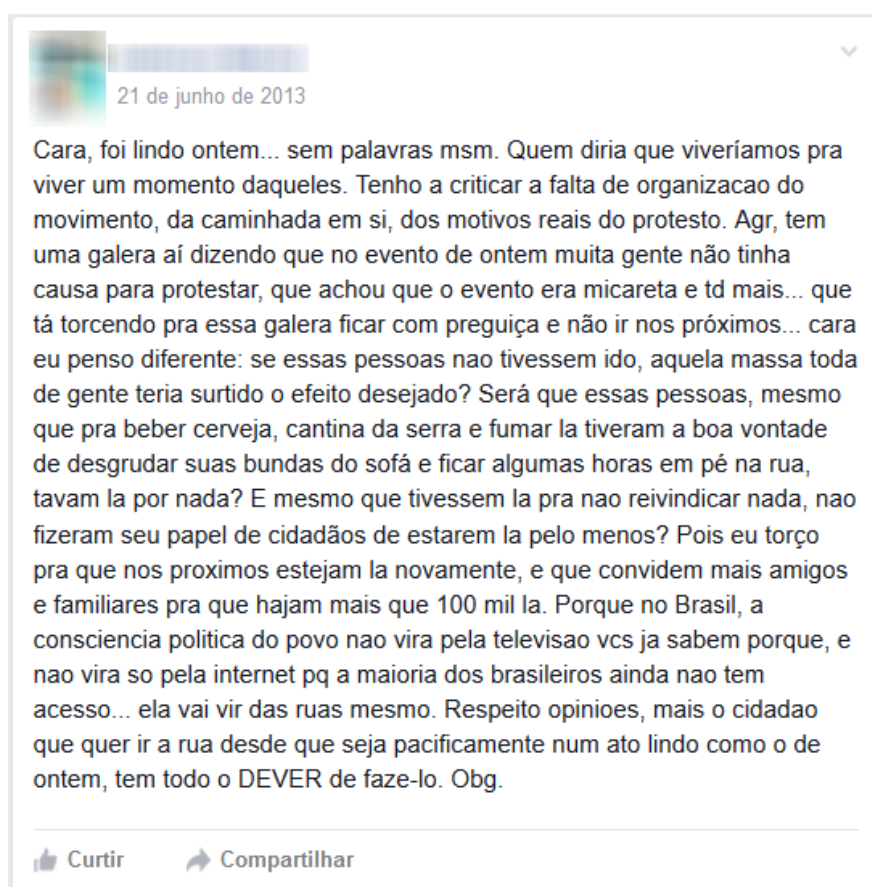 21 de junho de 2013
Cara, foi lindo ontem... sem palavras msm. Quem diria que viveríamos pra
viver um momento daqueles. Tenho a criticar a falta de organizacao do
movimento, da caminhada em si, dos motivos reais do protesto. Agr, tem
uma galera aí dizendo que no evento de ontem muita gente não tinha
causa para protestar, que achou que o evento era micareta e td mais... que
tá torcendo pra essa galera ficar com preguiça e não ir nos próximos... cara
eu penso diferente: se essas pessoas nao tivessem ido, aquela massa toda
de gente teria surtido o efeito desejado? Será que essas pessoas, mesmo
que pra beber cerveja, cantina da serra e fumar la tiveram a boa vontade
de desgrudar suas bundas do sofá e ficar algumas horas em pé na rua,
tavam la por nada? E mesmo que tivessem la pra nao reivindicar nada, nao
fizeram seu papel de cidadãos de estarem la pelo menos? Pois eu torço
pra que nos proximos estejam la novamente, e que convidem mais amigos
e familiares pra que hajam mais que 100 mil la. Porque no Brasil, a
consciencia politica do povo nao vira pela televisao vcs ja sabem porque, e
nao vira so pela internet pq a maioria dos brasileiros ainda nao tem
acesso... ela vai vir das ruas mesmo. Respeito opinioes, mais o cidadao
que quer ir a rua desde que seja pacificamente num ato lindo como o de
ontem, tem todo o DEVER de faze-lo. Obg.
Curtir Compartilhar